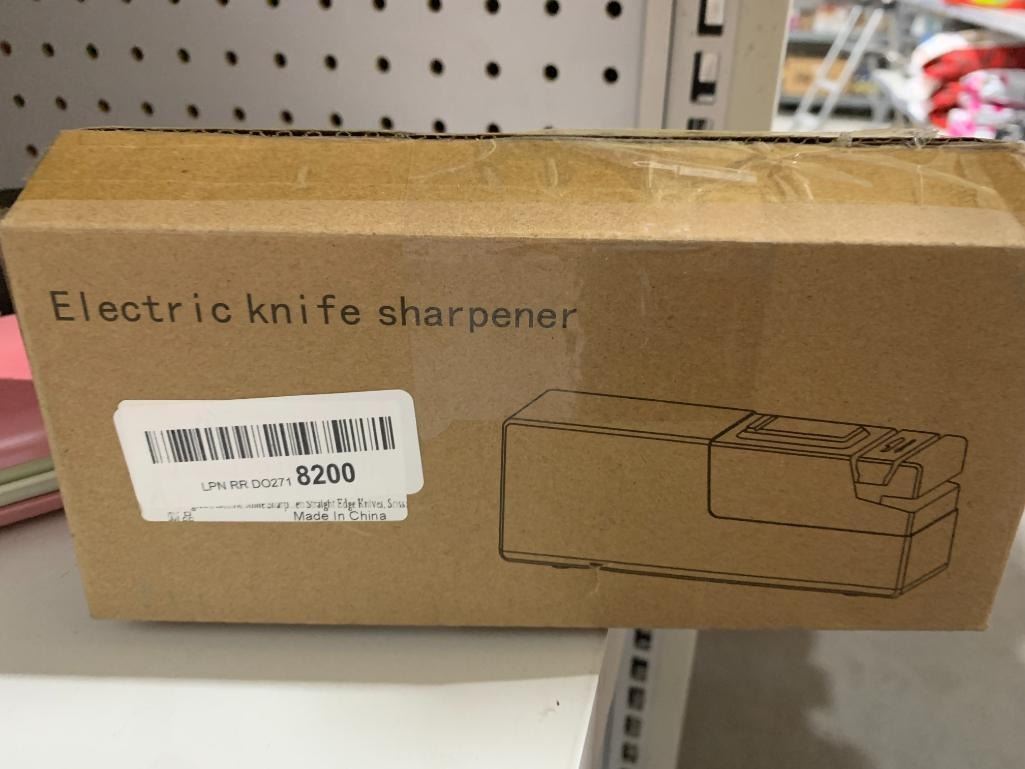 Electric knife sharpener
LPN RR DO271 8200
Straight Edge Knives,
Made In China